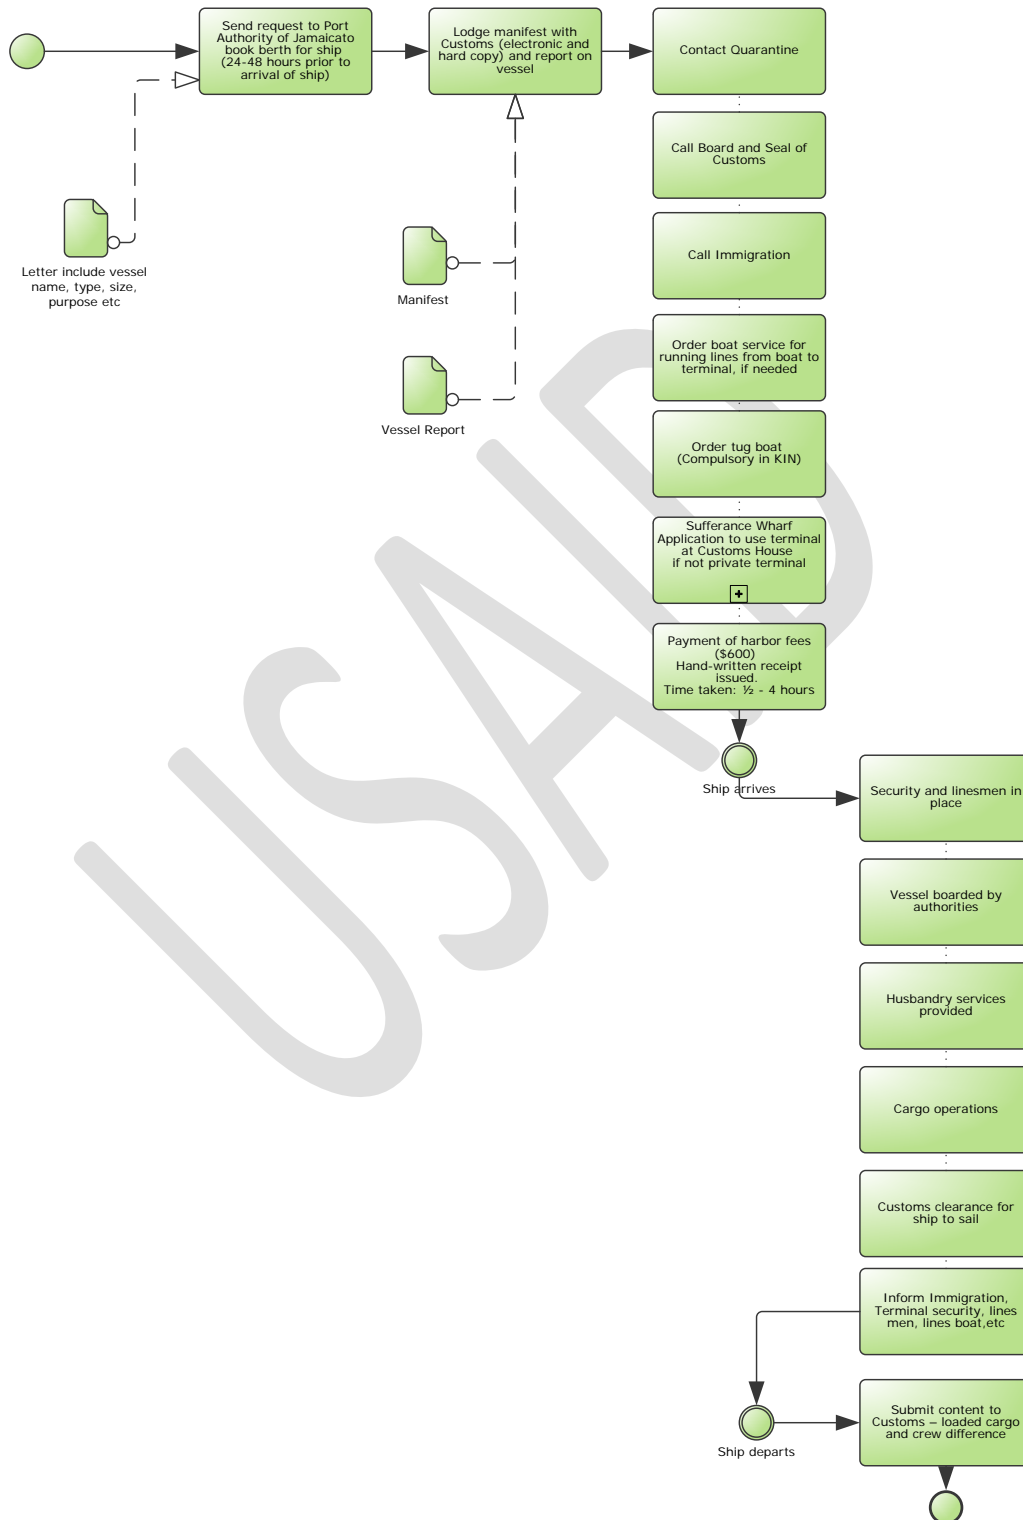 Send request to Port
Authority of Jamaicato
book berth for ship
(24-48 hours prior to
arrival of ship)
Lodge manifest with
Customs (electronic and
hard copy) and report on
vessel
Contact Quarantine
Call Board and Seal of
Customs
Letter include vessel
name, type, size,
purpose etc
Manifest
Call Immigration
Vessel Report
Order boat service for
running lines from boat to
terminal, if needed
Order tug boat
(Compulsory in KIN)
Sufferance Wharf
Application to use terminal
at Customs House
if not private terminal
Payment of harbor fees
($600)
Hand-written receipt
issued.
Time taken: ½ - 4 hours
Ship arrives
Security and linesmen in
place
Vessel boarded by
authorities
Husbandry services
provided
Cargo operations
Customs clearance for
ship to sail
Inform Immigration,
Terminal security, lines
men, lines boat,etc
Ship departs
Submit content to
Customs – loaded cargo
and crew difference
USAID